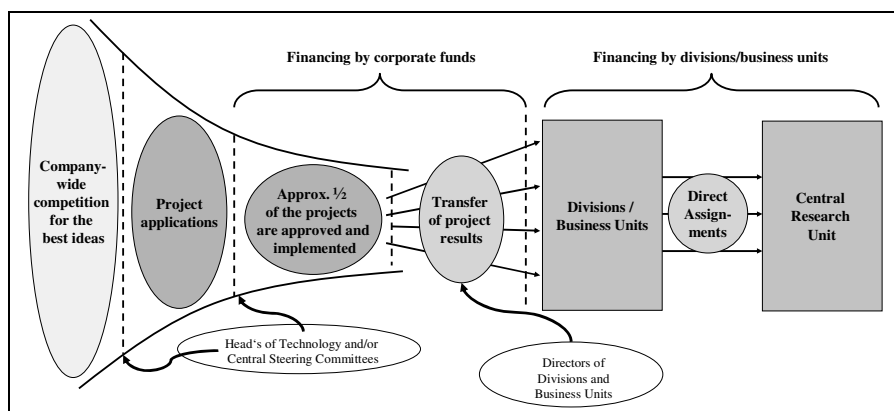 Financing by corporate funds
Financing by divisions/business units
Company-
wide
competition
for the
best ideas
Project
applications
Approx. ½
of the projects
are approved and
implemented
Transfer
of project
results
Divisions /
Business Units
Direct
Assign-
ments
Central
Research
Unit
Head‘s of Technology and/or
Central Steering Committees
Directors of
Divisions and
Business Units